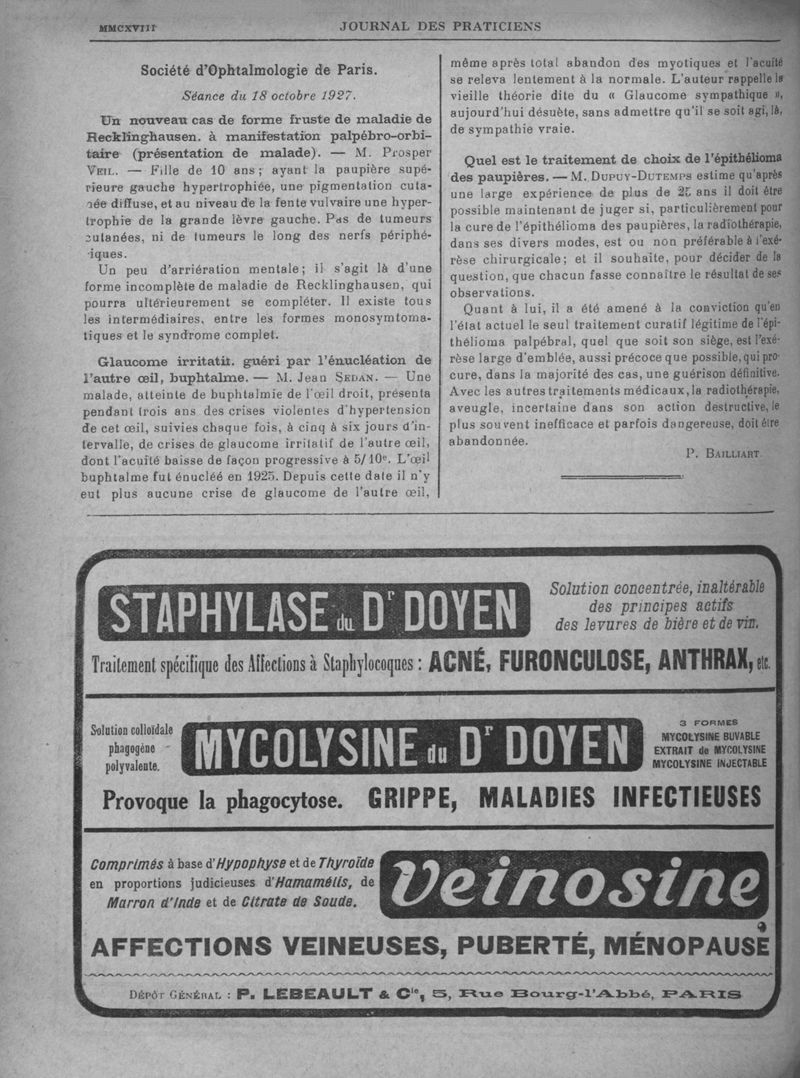 MMCXVIII
JOURNAL DES PRATICIENS
Société d'Ophtalmologie de Paris.
Séance du 18 octobre 1927.
Un nouveau cas de forme fruste de maladie de
Recklinghausen. à manifestation palpébro-orbi-
taire (présentation de malade). — M. Prosper
VEIL. — Fille de 10 ans ; ayant la paupière supé-
rieure gauche hypertrophiée, une pigmentation cuta-
née diffuse, et au niveau de la fente vulvaire une hyper-
trophie de la grande lèvre gauche. Pas de tumeurs
cutanées, ni de tumeurs le long des nerfs périphé-
riques.
Un peu d'arriération mentale ; il s'agit là d'une
forme incomplète de maladie de Recklinghausen, qui
pourra ultérieurement se compléter. Il existe tous
les intermédiaires, entre les formes monosymtoma-
tiques et le syndrome complet.
Glaucome irritatif. guéri par l'énucléation de
l'autre œil, buphtalme. — M. Jean SEDAN. — Une
malade, atteinte de buphtalmie de l'œil droit, présenta
pendant trois ans des crises violentes d'hypertension
de cet œil, suivies chaque fois, à cinq à six jours d'in-
tervalle, de crises de glaucome irritatif de l'autre œil,
dont l'acuité baisse de façon progressive à 5/10e. L'œil
buphtalme fut énucléé en 1925. Depuis cette date il n'y
eut plus aucune crise de glaucome de l'autre œil,
même après total abandon des myotiques et l'acuité
se releva lentement à la normale. L'auteur rappelle la
vieille théorie dite du « Glaucome sympathique »,
aujourd'hui désuète, sans admettre qu'il se soit agi, là,
de sympathie vraie.
Quel est le traitement de choix de l'épithélioma
des paupières. — M. DUPUY-DUTEMPS estime qu'après
une large expérience de plus de 25 ans il doit être
possible maintenant de juger si, particulièrement pour
la cure de l'épithélioma des paupières, la radiothérapie,
dans ses divers modes, est ou non préférable à l'exé-
rèse chirurgicale ; et il souhaite, pour décider de la
question, que chacun fasse connaître le résultat de ses
observations.
Quant à lui, il a été amené à la conviction qu'en
l'état actuel le seul traitement curatif légitime de l'épi-
thélioma palpébral, quel que soit son siège, est l'exé-
rèse large d'emblée, aussi précoce que possible, qui pro-
cure, dans la majorité des cas, une guérison définitive.
Avec les autres traitements médicaux, la radiothérapie,
aveugle, incertaine dans son action destructive, le
plus souvent inefficace et parfois dangereuse, doit être
abandonnée.
P. BAILLIART.
STAPHYLASE du Dr DOYEN
Solution concentrée, inaltérable
des principes actifs
des levures de bière et de vin.
Traitement spécifique des Affections à Staphylocoques : ACNÉ, FURONCULOSE, ANTHRAX, etc.
Solution colloïdale
phagogène
polyvalente.
MYCOLYSINE du Dr DOYEN
3 FORMES
MYCOLYSINE BUVABLE
EXTRAIT de MYCOLYSINE
MYCOLYSINE INJECTABLE
Provoque la phagocytose. GRIPPE, MALADIES INFECTIEUSES
Comprimés à base d'Hypophyse et de Thyroïde
en proportions judicieuses d'Hamamélis, de
Marron d'Inde et de Citrate de Soude.
Veinosine
AFFECTIONS VEINEUSES, PUBERTÉ, MÉNOPAUSE
DÉPÔT GÉNÉRAL : P. LEBEAULT & Cie, 5, Rue Bourg-l'Abbé, PARIS